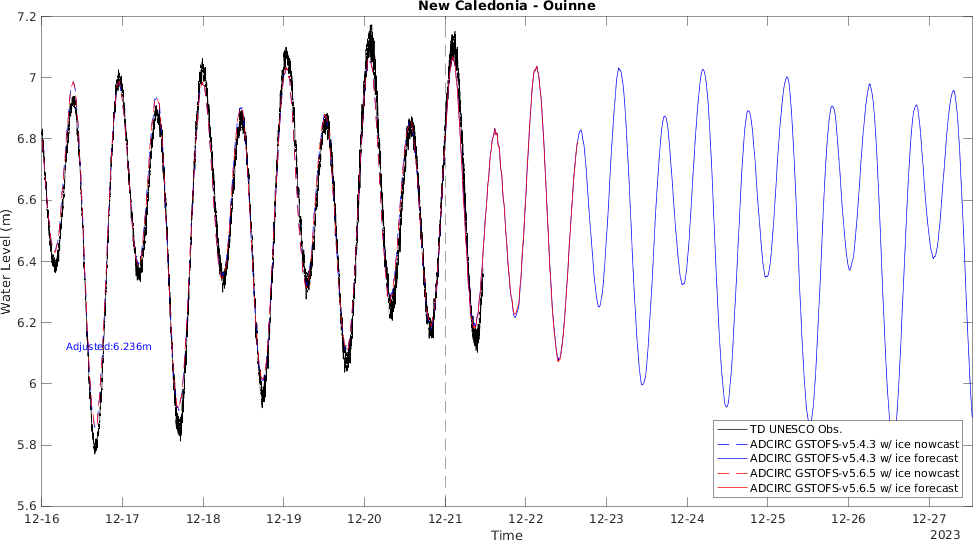 New Caledonia - Ouinne
Water Level (m)
7.2
7
6.8
6.6
6.4
6.2
6
5.8
5.6
Adjusted:6.236m
TD UNESCO Obs.
ADCIRC GSTOFS-v5.4.3 w/ ice nowcast
ADCIRC GSTOFS-v5.4.3 w/ ice forecast
ADCIRC GSTOFS-v5.6.5 w/ ice nowcast
ADCIRC GSTOFS-v5.6.5 w/ ice forecast
12-16 12-17 12-18 12-19 12-20 12-21 12-22 12-23 12-24 12-25 12-26 12-27
Time
2023